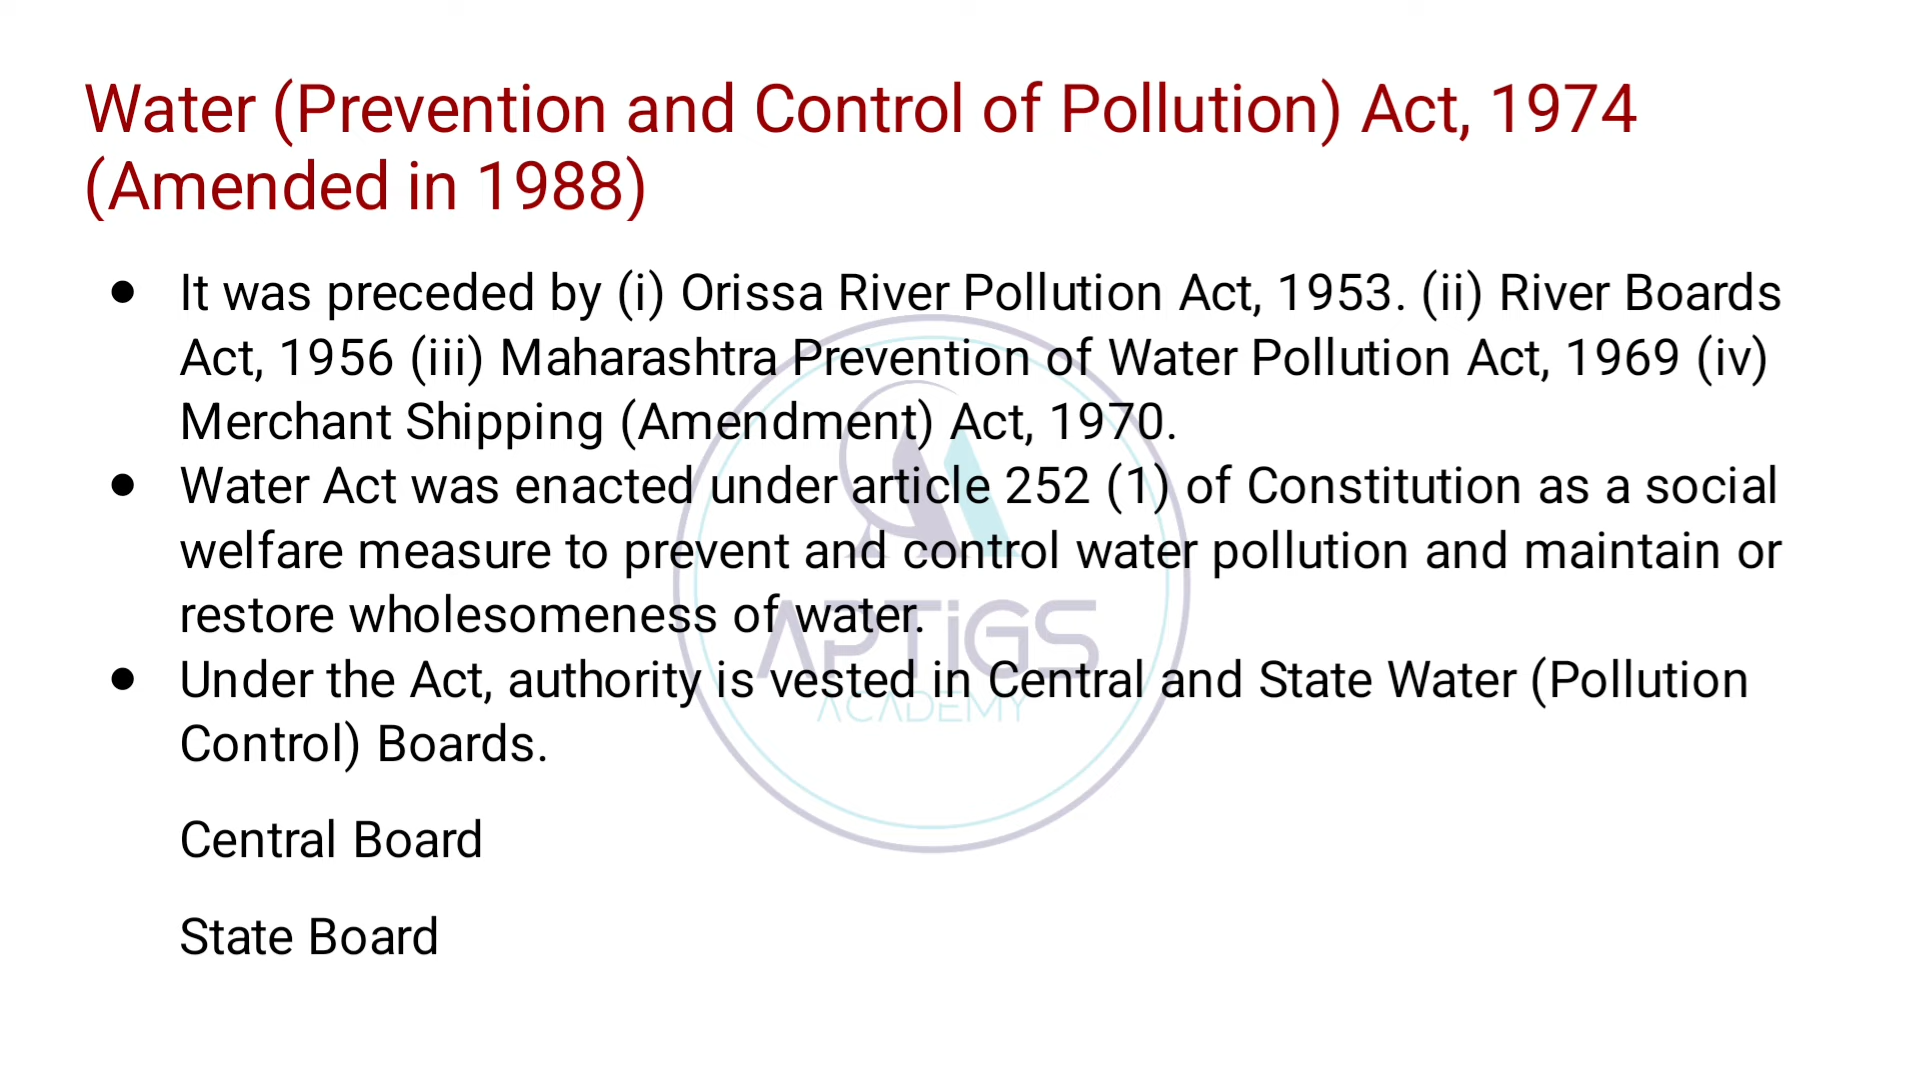 Water (Prevention and Control of Pollution) Act, 1974
(Amended in 1988)
● It was preceded by (i) Orissa River Pollution Act, 1953. (ii) River Boards
Act, 1956 (iii) Maharashtra Prevention of Water Pollution Act, 1969 (iv)
Merchant Shipping (Amendment) Act, 1970.
● Water Act was enacted under article 252 (1) of Constitution as a social
welfare measure to prevent and control water pollution and maintain or
restore wholesomeness of water.
● Under the Act, authority is vested in Central and State Water (Pollution
Control) Boards.
Central Board
State Board
APTiGS
ACADEMY